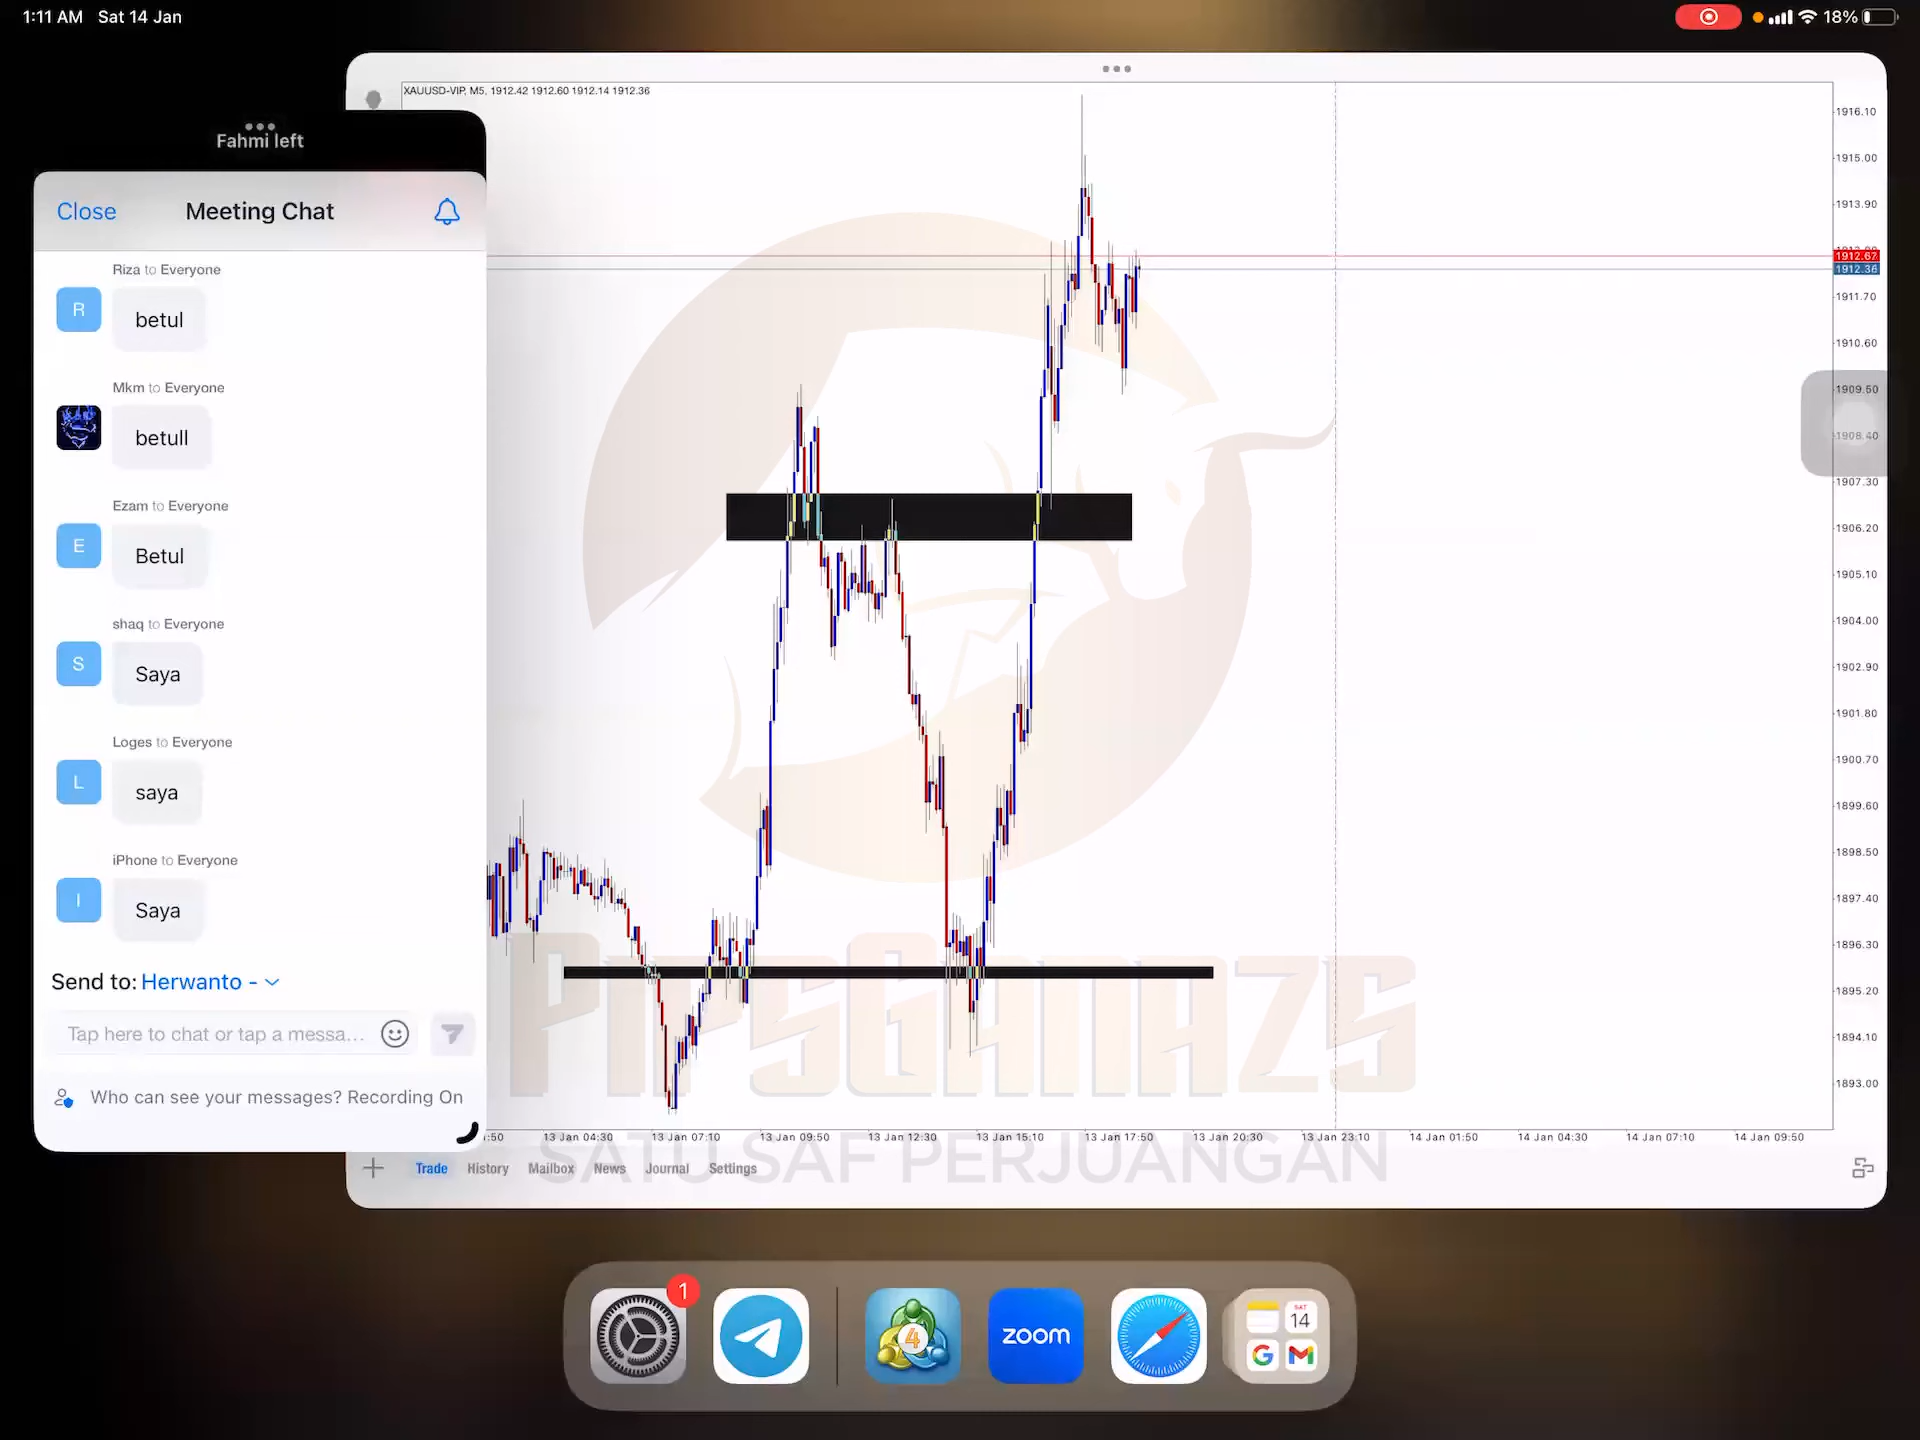 1:11 AM Sat 14 Jan
18%
XAUUSD-VIP, M5, 1912.42 1912.60 1912.14 1912.36
Fahmi left
Close
Meeting Chat
Riza to Everyone
R
betul
Mkm to Everyone
betull
Ezam to Everyone
E
Betul
shaq to Everyone
S
Saya
Loges to Everyone
L
saya
iPhone to Everyone
I
Saya
Send to: Herwanto -
Tap here to chat or tap a messa...
Who can see your messages? Recording On
1916.10
1915.00
1913.90
1912.67
1912.36
1911.70
1910.60
1909.50
1908.40
1907.30
1906.20
1905.10
1904.00
1902.90
1901.80
1900.70
1899.60
1898.50
1897.40
1896.30
1895.20
1894.10
1893.00
PIPSGAMAZS
SATU SAF PERJUANGAN
:50
13 Jan 04:30
13 Jan 07:10
13 Jan 09:50
13 Jan 12:30
13 Jan 15:10
13 Jan 17:50
13 Jan 20:30
13 Jan 23:10
14 Jan 01:50
14 Jan 04:30
14 Jan 07:10
14 Jan 09:50
Trade
History
Mailbox
News
Journal
Settings
1
4
zoom
SAT
14